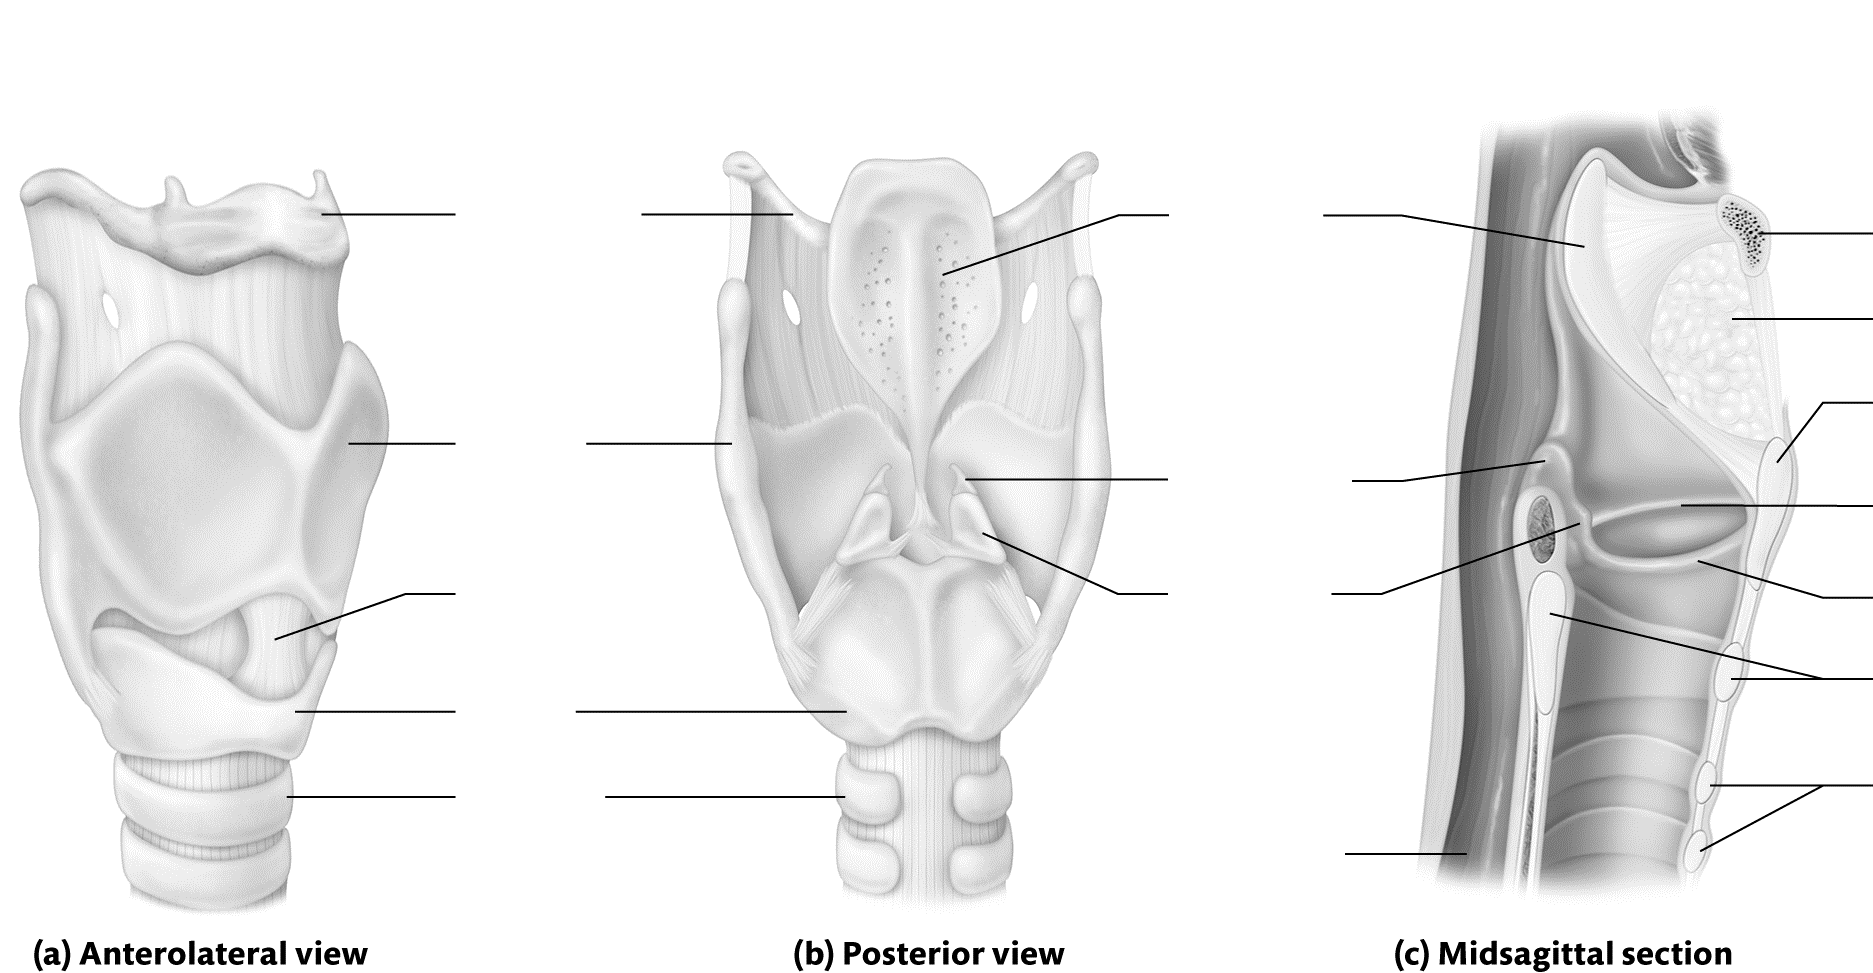 (a) Anterolateral view
(b) Posterior view
(c) Midsagittal section